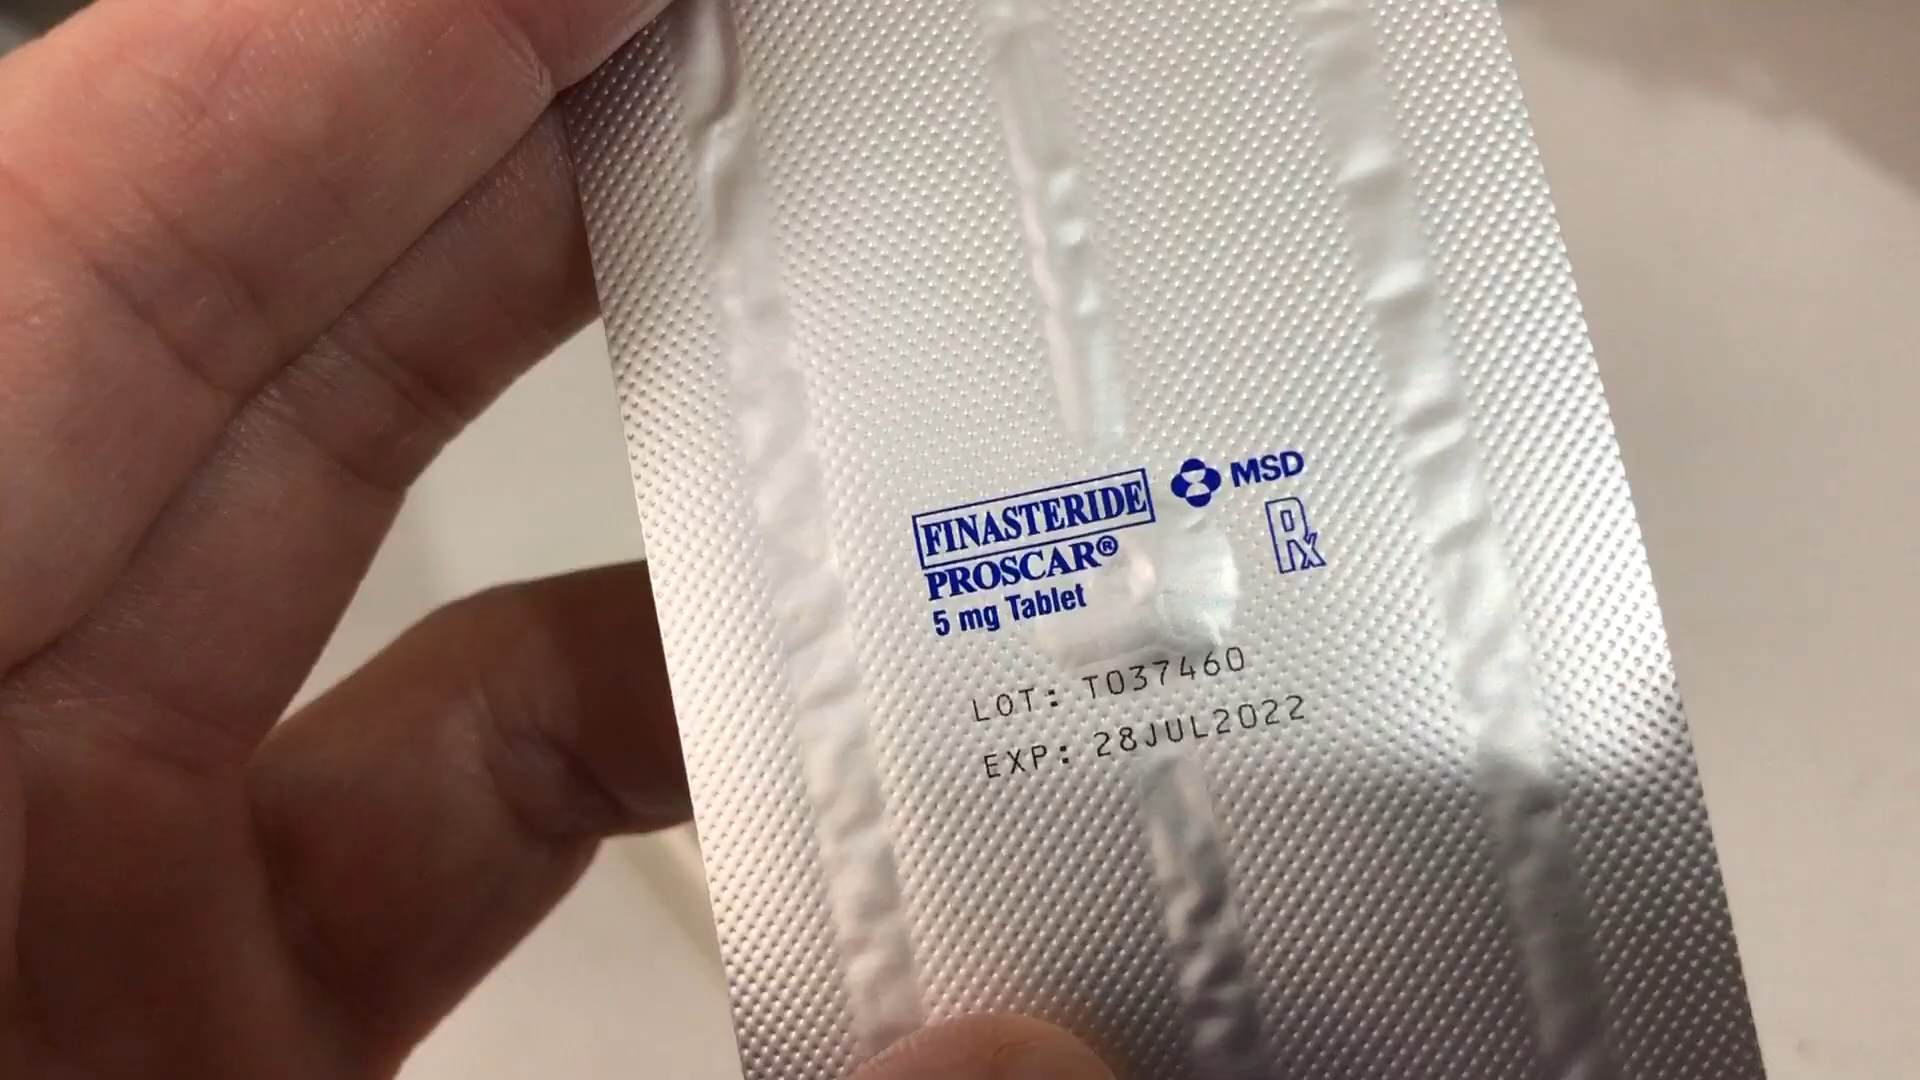 FINASTERIDE
MSD
PROSCAR®
Rx
5 mg Tablet
LOT: T037460
EXP: 28JUL2022